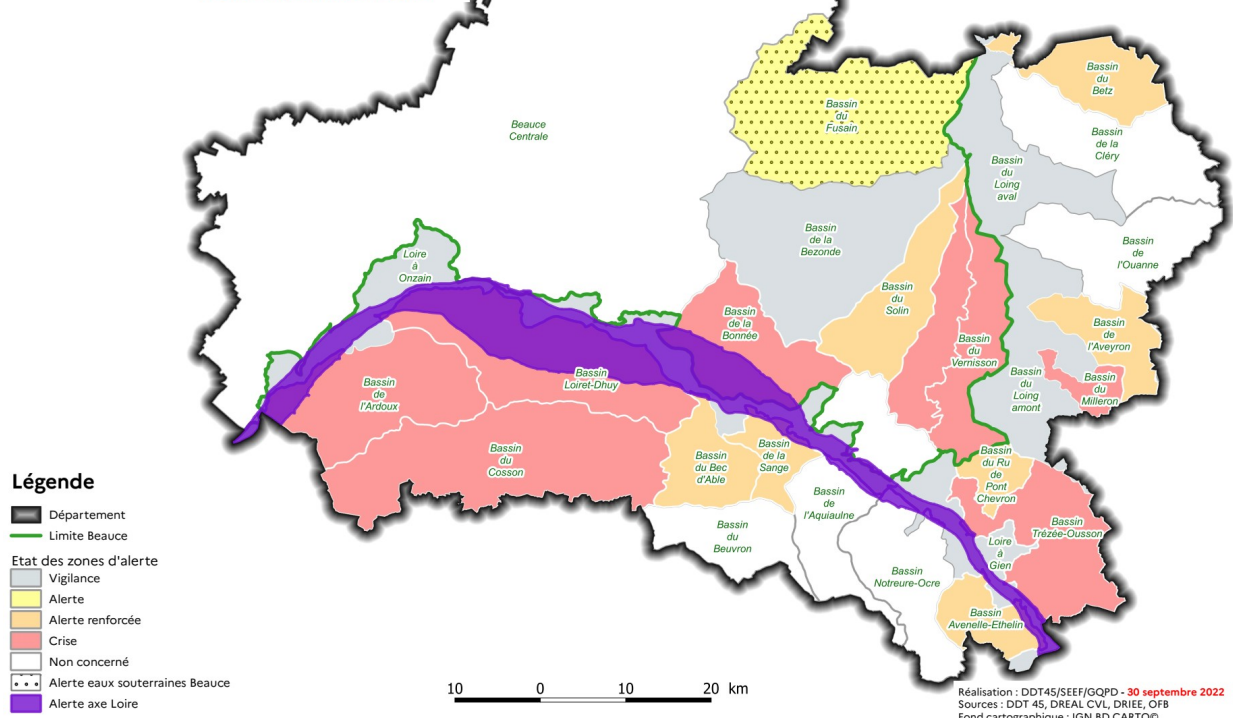 Beauce
Centrale
Bassin
du
Fusain
Bassin
du
Betz
Bassin
de la
Cléry
Bassin
du
Loing
aval
Bassin
de la
Bezonde
Bassin
de
l'Ouanne
Loire
à
Onzain
Bassin
du
Solin
Bassin
de la
Bonnée
Bassin
du
Vernisson
Bassin
de
l'Aveyron
Bassin
de
l'Ardoux
Bassin
Loiret-Dhuy
Bassin
du
Loing
amont
Bassin
du
Milleron
Bassin
du
Cosson
Bassin
du Bec
d'Able
Bassin
de la
Sange
Bassin
du Ru
de
Pont
Chevron
Bassin
de
l'Aquiaulne
Bassin
du
Beuvron
Bassin
Trézée-Ousson
Loire
à
Gien
Bassin
Notreure-Ocre
Bassin
Avenelle-Ethelin
Légende
Département
Limite Beauce
Etat des zones d'alerte
Vigilance
Alerte
Alerte renforcée
Crise
Non concerné
Alerte eaux souterraines Beauce
Alerte axe Loire
10 0 10 20 km
Réalisation : DDT45/SEEF/GQPD - 30 septembre 2022
Sources : DDT 45, DREAL CVL, DRIEE, OFB
Fond cartographique : IGN BD CARTO©